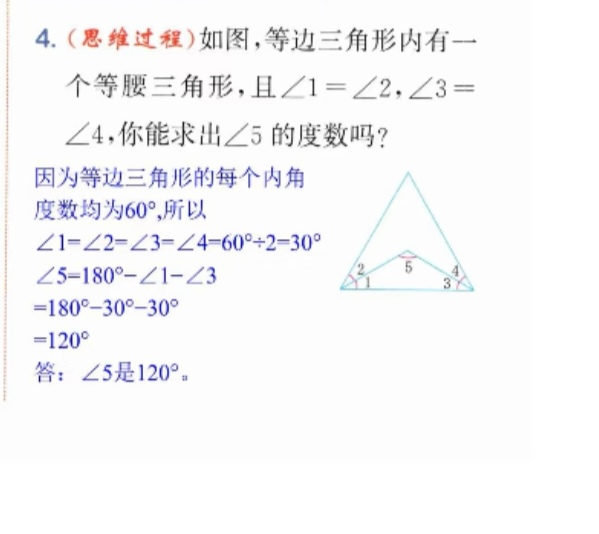 4.(思维过程)如图,等边三角形内有一
个等腰三角形,且∠1=∠2,∠3=
∠4,你能求出∠5 的度数吗?
因为等边三角形的每个内角
度数均为60°,所以
∠1=∠2=∠3=∠4=60°÷2=30°
∠5=180°−∠1−∠3
=180°−30°−30°
=120°
答：∠5是120°。
2
1
5
4
3